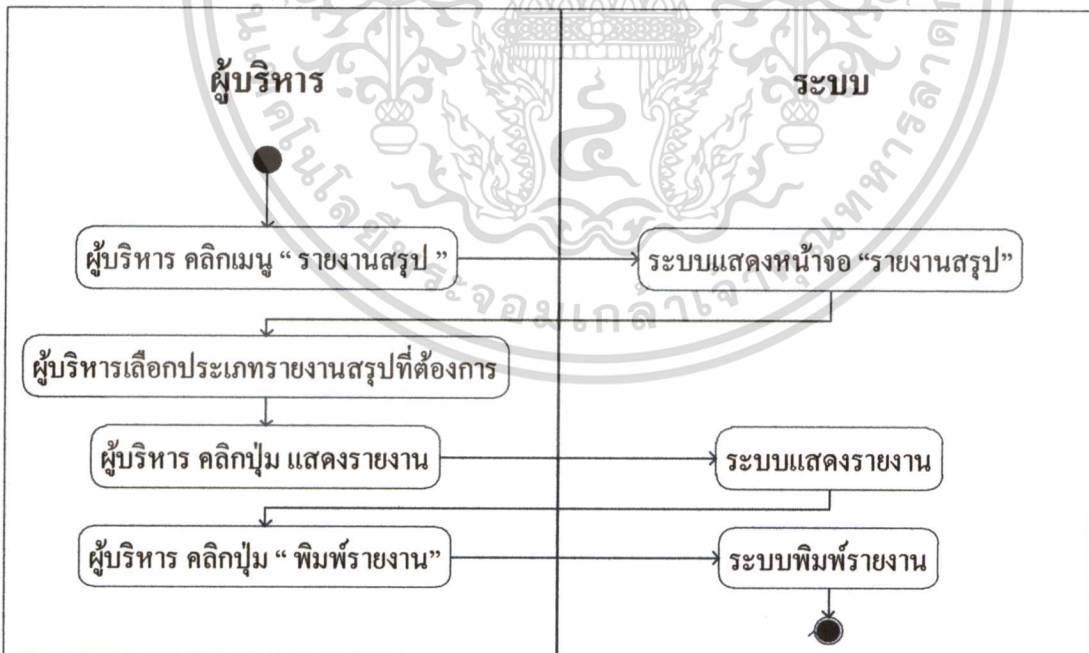 ผู้บริหาร
ระบบ
ผู้บริหาร คลิกเมนู “ รายงานสรุป ”
ระบบแสดงหน้าจอ “รายงานสรุป”
ผู้บริหารเลือกประเภทรายงานสรุปที่ต้องการ
ผู้บริหาร คลิกปุ่ม แสดงรายงาน
ระบบแสดงรายงาน
ผู้บริหาร คลิกปุ่ม “ พิมพ์รายงาน”
ระบบพิมพ์รายงาน